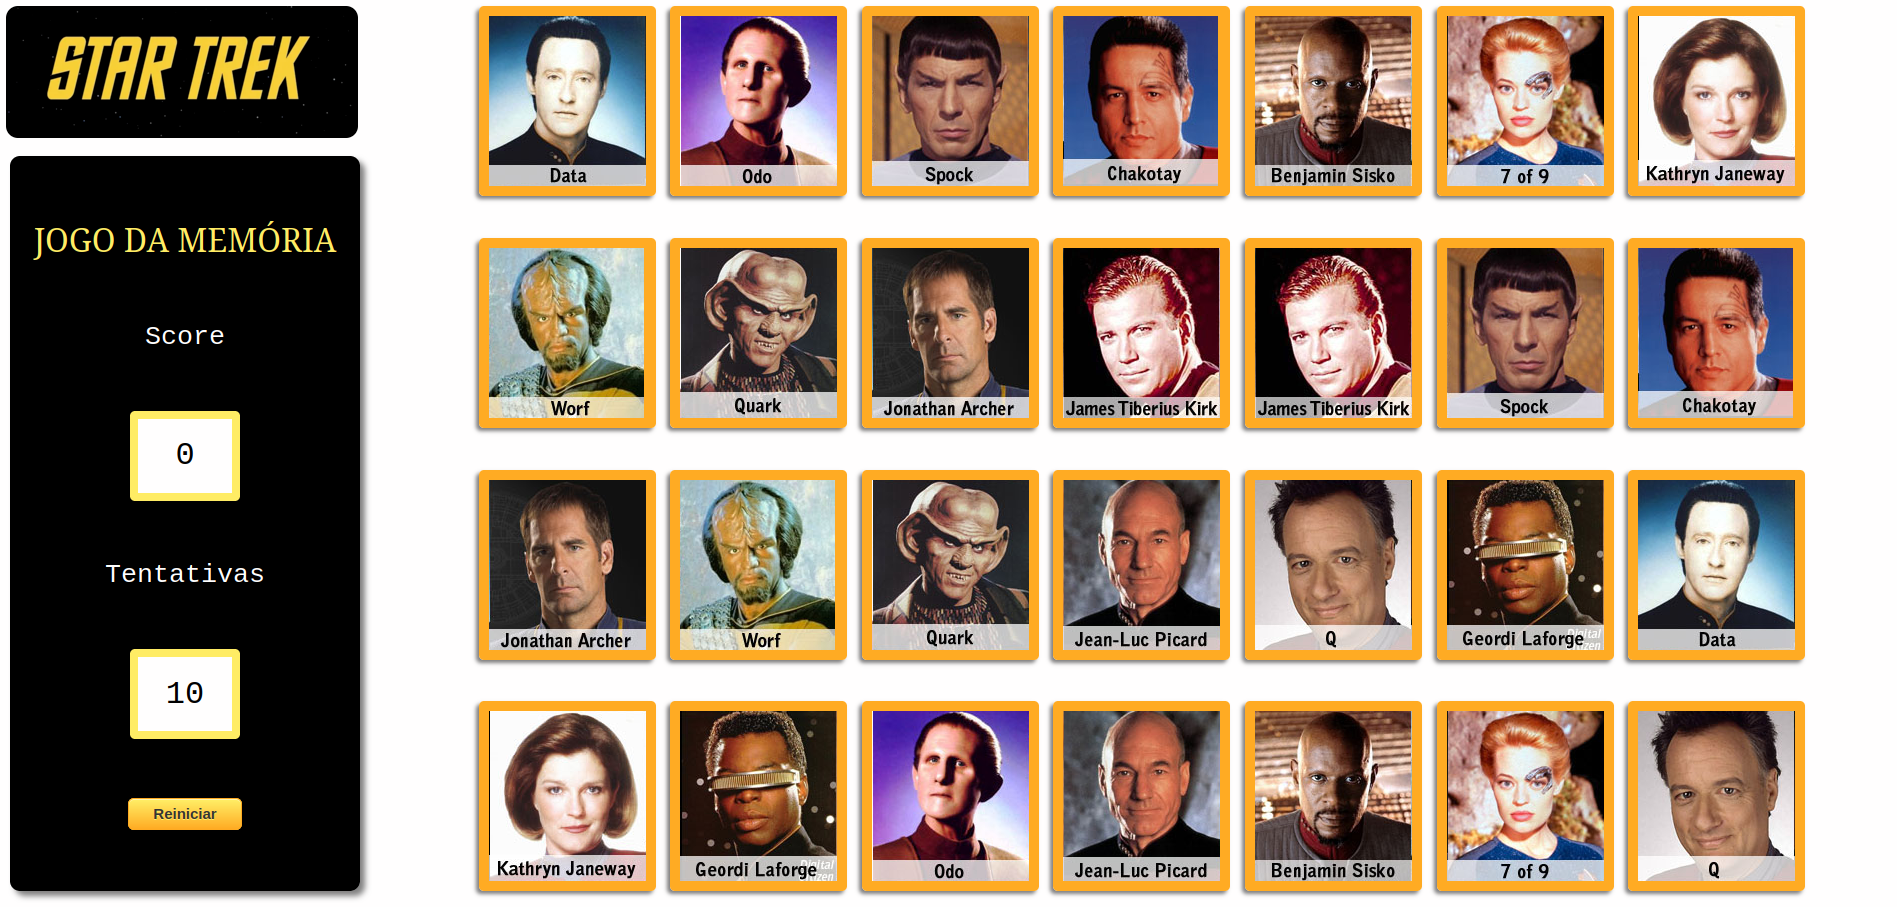 STAR TREK
JOGO DA MEMÓRIA
Score
0
Tentativas
10
Reiniciar
Data
Odo
Spock
Chakotay
Benjamin Sisko
7 of 9
Kathryn Janeway
Worf
Quark
Jonathan Archer
James Tiberius Kirk
James Tiberius Kirk
Spock
Chakotay
Jonathan Archer
Worf
Quark
Jean-Luc Picard
Q
Geordi Laforge
Data
Kathryn Janeway
Geordi Laforge
Odo
Jean-Luc Picard
Benjamin Sisko
7 of 9
Q